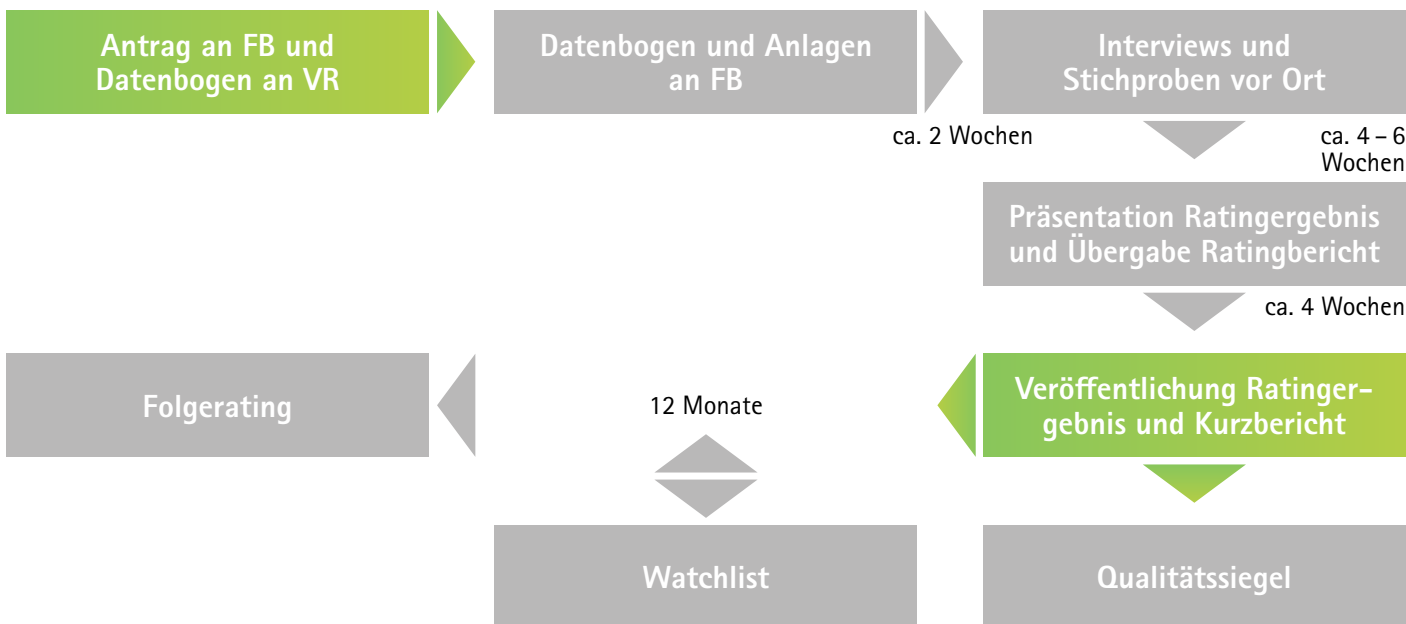 Antrag an FB und
Datenbogen an VR
Datenbogen und Anlagen
an FB
Interviews und
Stichproben vor Ort
ca. 2 Wochen
ca. 4 – 6
Wochen
Präsentation Ratingergebnis
und Übergabe Ratingbericht
ca. 4 Wochen
Folgerating
12 Monate
Veröffentlichung Ratinger-
gebnis und Kurzbericht
Watchlist
Qualitätssiegel